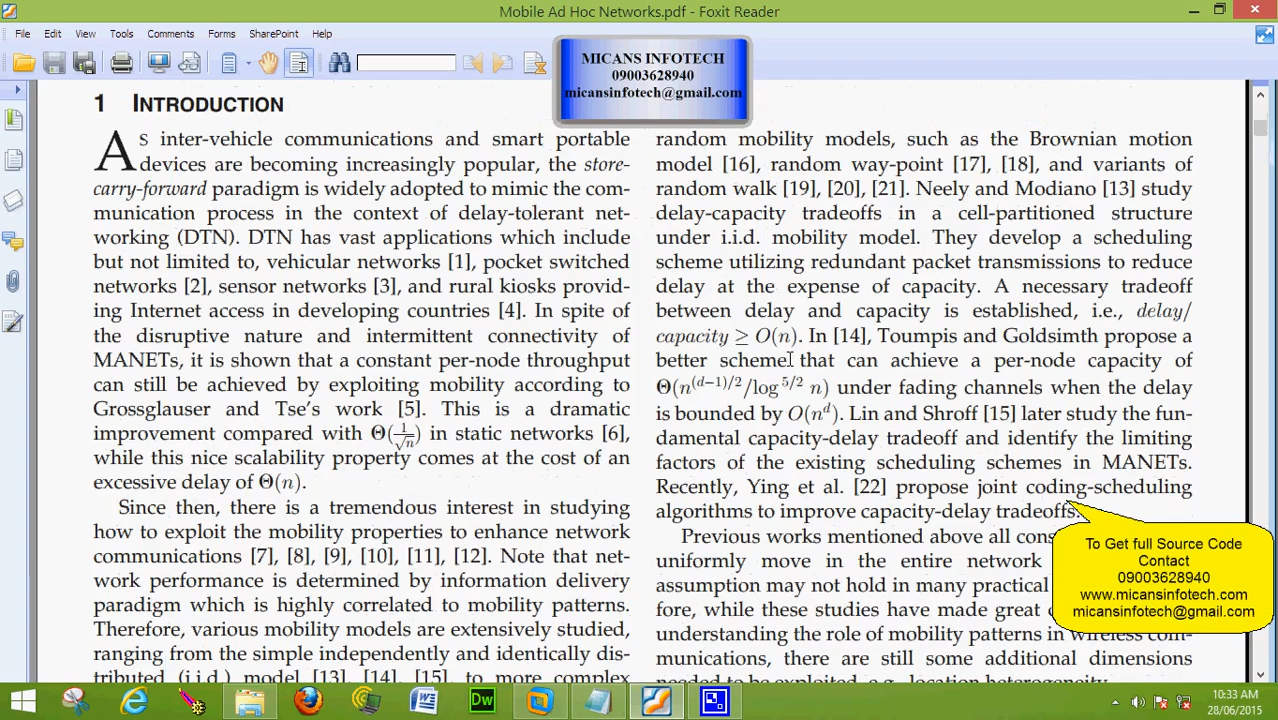 Mobile Ad Hoc Networks.pdf - Foxit Reader
File Edit View Tools Comments Forms SharePoint Help
MICANS INFOTECH
09003628940
micansinfotech@gmail.com
1 INTRODUCTION
AS inter-vehicle communications and smart portable
devices are becoming increasingly popular, the store-
carry-forward paradigm is widely adopted to mimic the com-
munication process in the context of delay-tolerant net-
working (DTN). DTN has vast applications which include
but not limited to, vehicular networks [1], pocket switched
networks [2], sensor networks [3], and rural kiosks provid-
ing Internet access in developing countries [4]. In spite of
the disruptive nature and intermittent connectivity of
MANETs, it is shown that a constant per-node throughput
can still be achieved by exploiting mobility according to
Grossglauser and Tse's work [5]. This is a dramatic
improvement compared with Θ(1/√n) in static networks [6],
while this nice scalability property comes at the cost of an
excessive delay of Θ(n).
Since then, there is a tremendous interest in studying
how to exploit the mobility properties to enhance network
communications [7], [8], [9], [10], [11], [12]. Note that net-
work performance is determined by information delivery
paradigm which is highly correlated to mobility patterns.
Therefore, various mobility models are extensively studied,
ranging from the simple independently and identically dis-
tributed (i.i.d.) model [13], [14], [15], to more complex
random mobility models, such as the Brownian motion
model [16], random way-point [17], [18], and variants of
random walk [19], [20], [21]. Neely and Modiano [13] study
delay-capacity tradeoffs in a cell-partitioned structure
under i.i.d. mobility model. They develop a scheduling
scheme utilizing redundant packet transmissions to reduce
delay at the expense of capacity. A necessary tradeoff
between delay and capacity is established, i.e., delay/
capacity ≥ O(n). In [14], Toumpis and Goldsimth propose a
better scheme that can achieve a per-node capacity of
Θ(n^(d−1)/2/log^5/2 n) under fading channels when the delay
is bounded by O(n^d). Lin and Shroff [15] later study the fun-
damental capacity-delay tradeoff and identify the limiting
factors of the existing scheduling schemes in MANETs.
Recently, Ying et al. [22] propose joint coding-scheduling
algorithms to improve capacity-delay tradeoffs.
Previous works mentioned above all cons
uniformly move in the entire network
assumption may not hold in many practical
fore, while these studies have made great
understanding the role of mobility patterns in wireless com-
munications, there are still some additional dimensions
needed to be exploited, e.g., location heterogeneity.
To Get full Source Code
Contact
09003628940
www.micansinfotech.com
micansinfotech@gmail.com
10:33 AM
28/06/2015